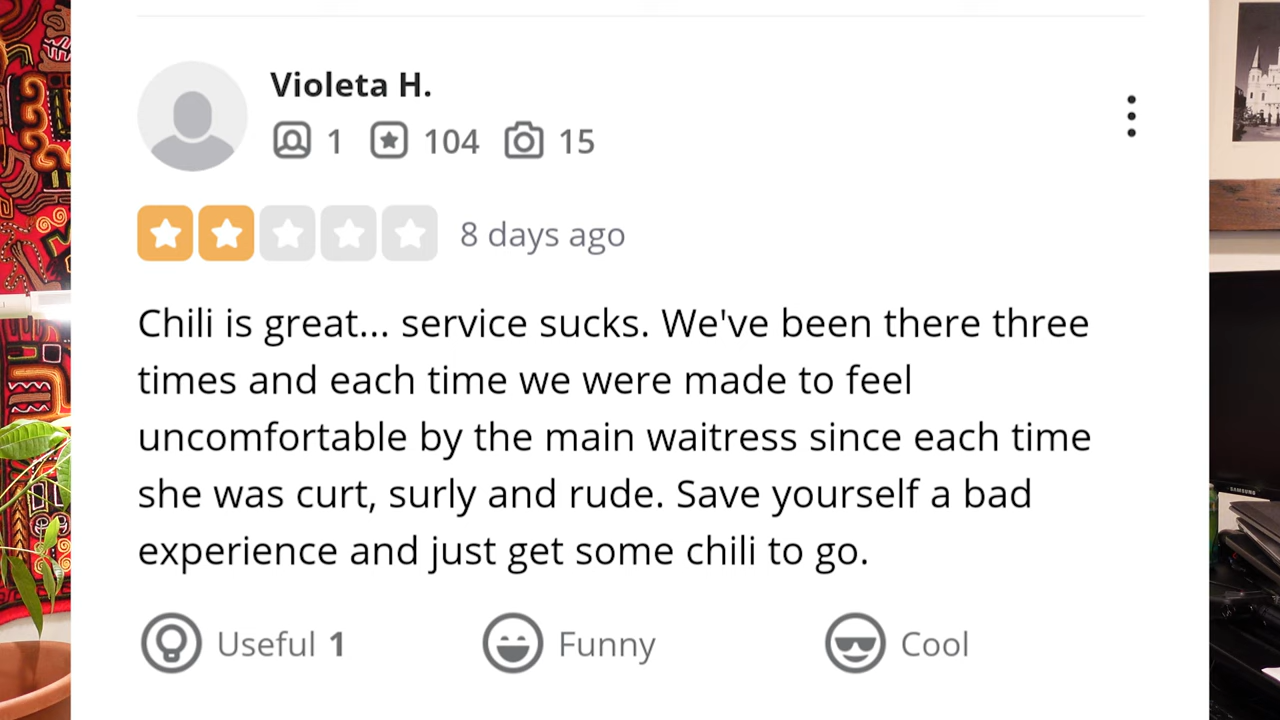 Violeta H.
1 104 15
8 days ago
Chili is great... service sucks. We've been there three
times and each time we were made to feel
uncomfortable by the main waitress since each time
she was curt, surly and rude. Save yourself a bad
experience and just get some chili to go.
Useful 1 Funny Cool
SAMSUNG